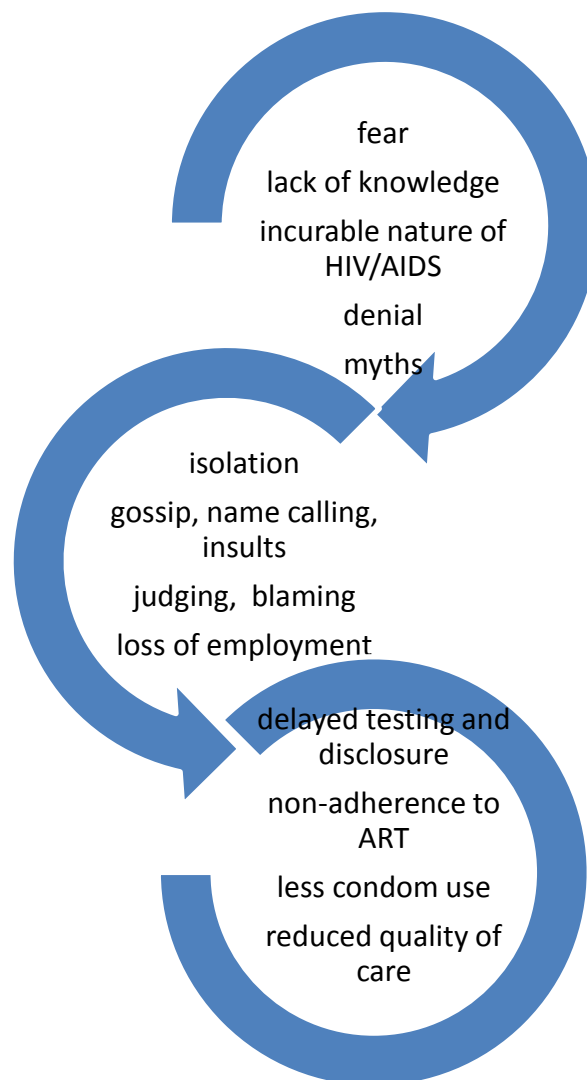 fear
lack of knowledge
incurable nature of
HIV/AIDS
denial
myths
isolation
gossip, name calling,
insults
judging,  blaming
loss of employment
delayed testing and
disclosure
non-adherence to
ART
less condom use
reduced quality of
care